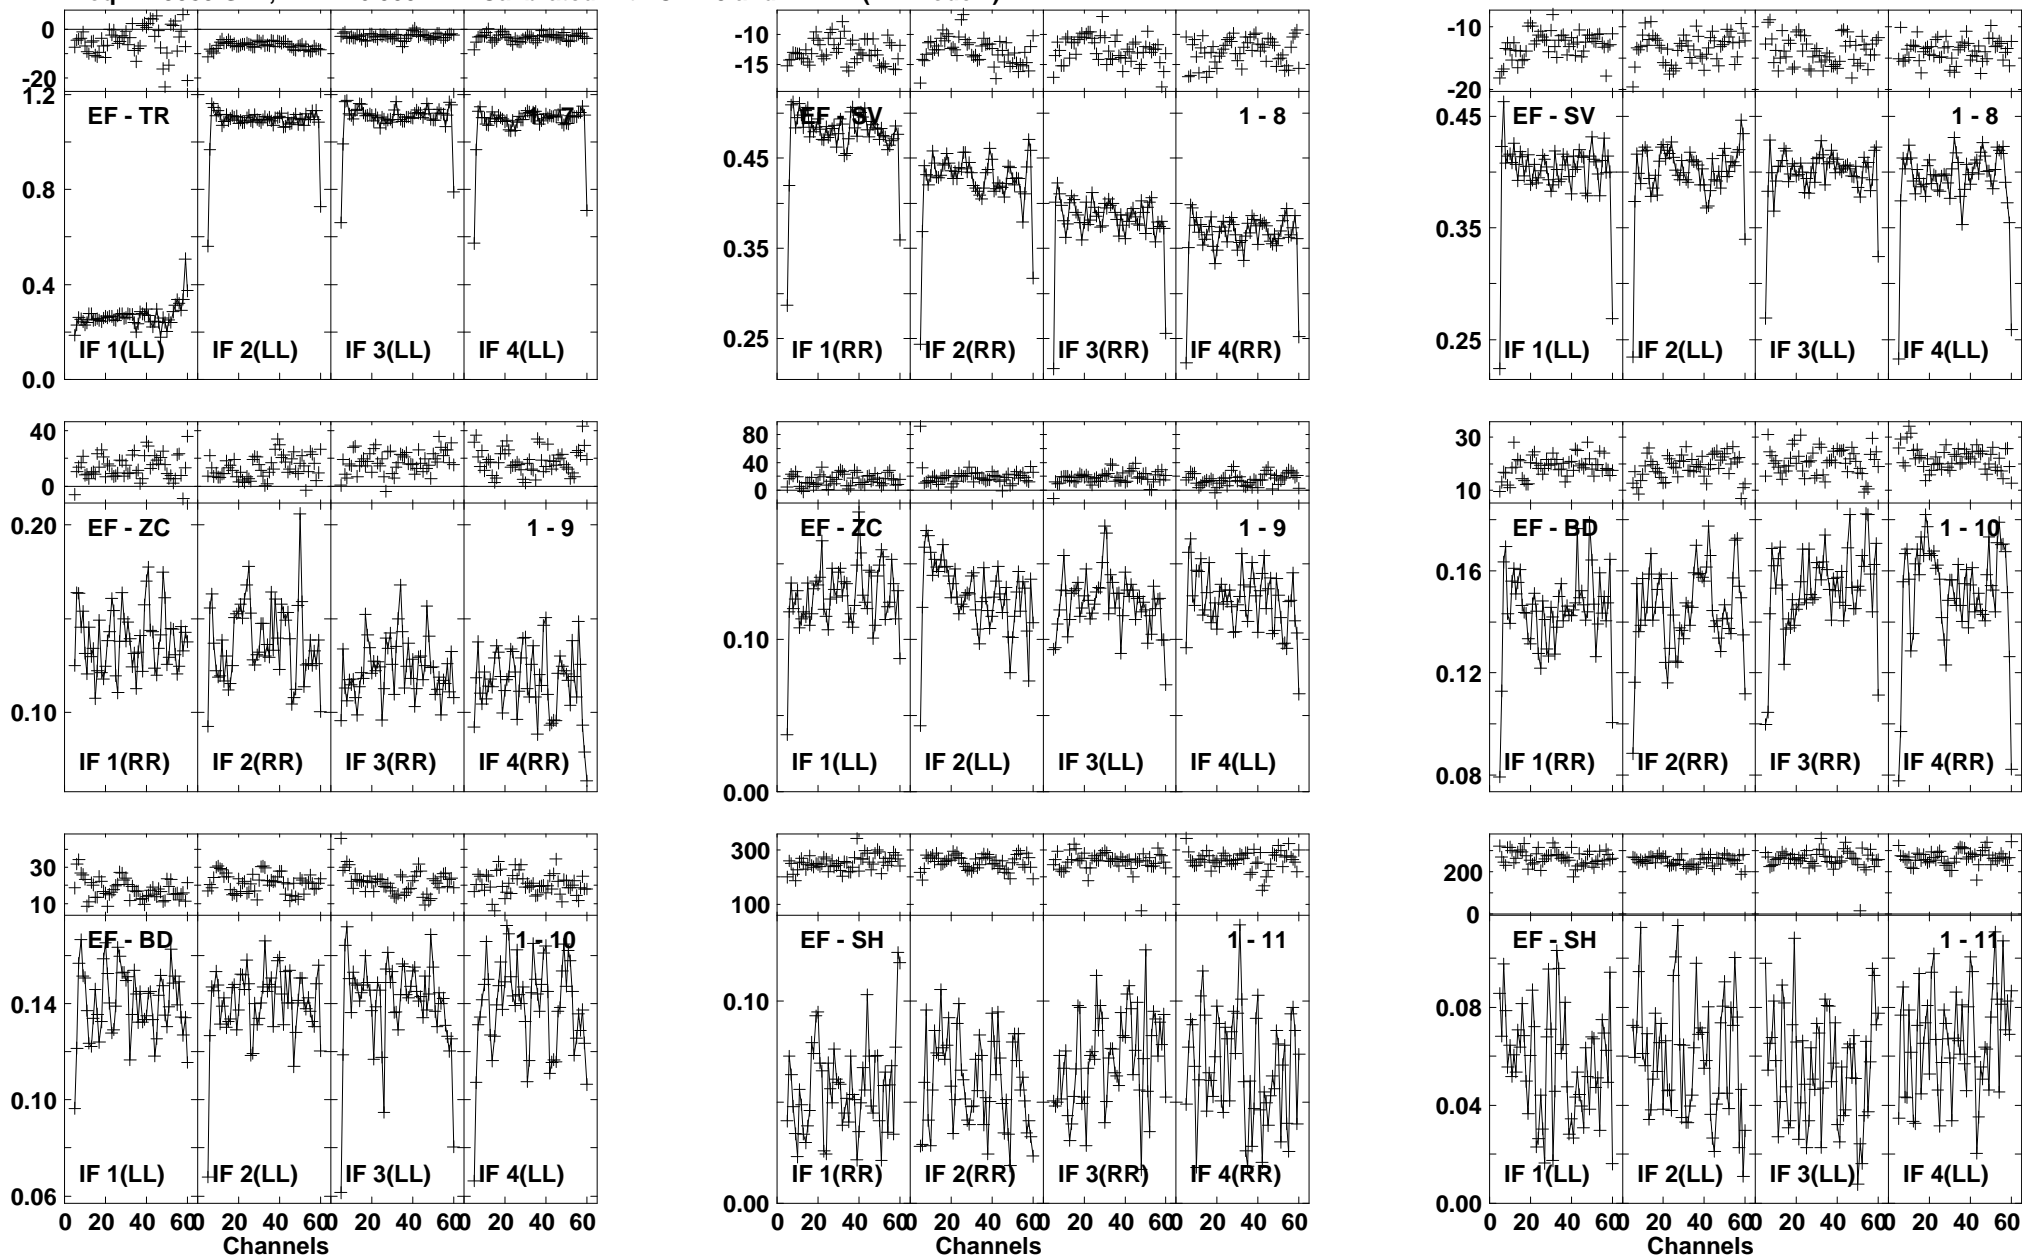 0 -20
-10 -15
-10 -20
1.2 0.8 0.4 0.0
EF - TR 7
IF 1(LL) IF 2(LL) IF 3(LL) IF 4(LL)
0.45 0.35 0.25
EF - SV 1 - 8
IF 1(RR) IF 2(RR) IF 3(RR) IF 4(RR)
0.45 0.35 0.25
EF - SV 1 - 8
IF 1(LL) IF 2(LL) IF 3(LL) IF 4(LL)
40 20 0
80 40 0
30 10
0.20 0.10
EF - ZC 1 - 9
IF 1(RR) IF 2(RR) IF 3(RR) IF 4(RR)
0.10 0.00
EF - ZC 1 - 9
IF 1(LL) IF 2(LL) IF 3(LL) IF 4(LL)
0.16 0.12 0.08
EF - BD 1 - 10
IF 1(RR) IF 2(RR) IF 3(RR) IF 4(RR)
30 10
300 100
200 0
0.14 0.10 0.06
EF - BD 1 - 10
IF 1(LL) IF 2(LL) IF 3(LL) IF 4(LL)
0 20 40 60 0 20 40 60 0 20 40 60 0 20 40 60
Channels
0.10 0.00
EF - SH 1 - 11
IF 1(RR) IF 2(RR) IF 3(RR) IF 4(RR)
0 20 40 60 0 20 40 60 0 20 40 60 0 20 40 60
Channels
0.08 0.04 0.00
EF - SH 1 - 11
IF 1(LL) IF 2(LL) IF 3(LL) IF 4(LL)
0 20 40 60 0 20 40 60 0 20 40 60 0 20 40 60
Channels